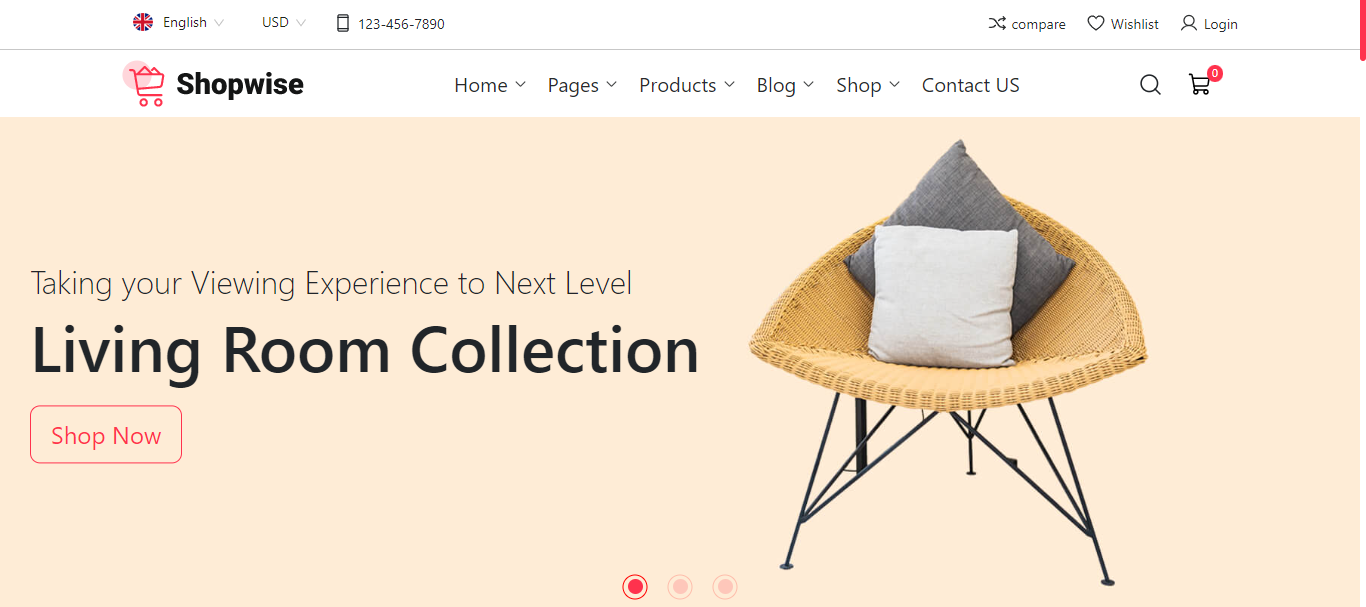 English USD 123-456-7890 compare Wishlist Login
Shopwise Home Pages Products Blog Shop Contact US 0
Taking your Viewing Experience to Next Level
Living Room Collection
Shop Now